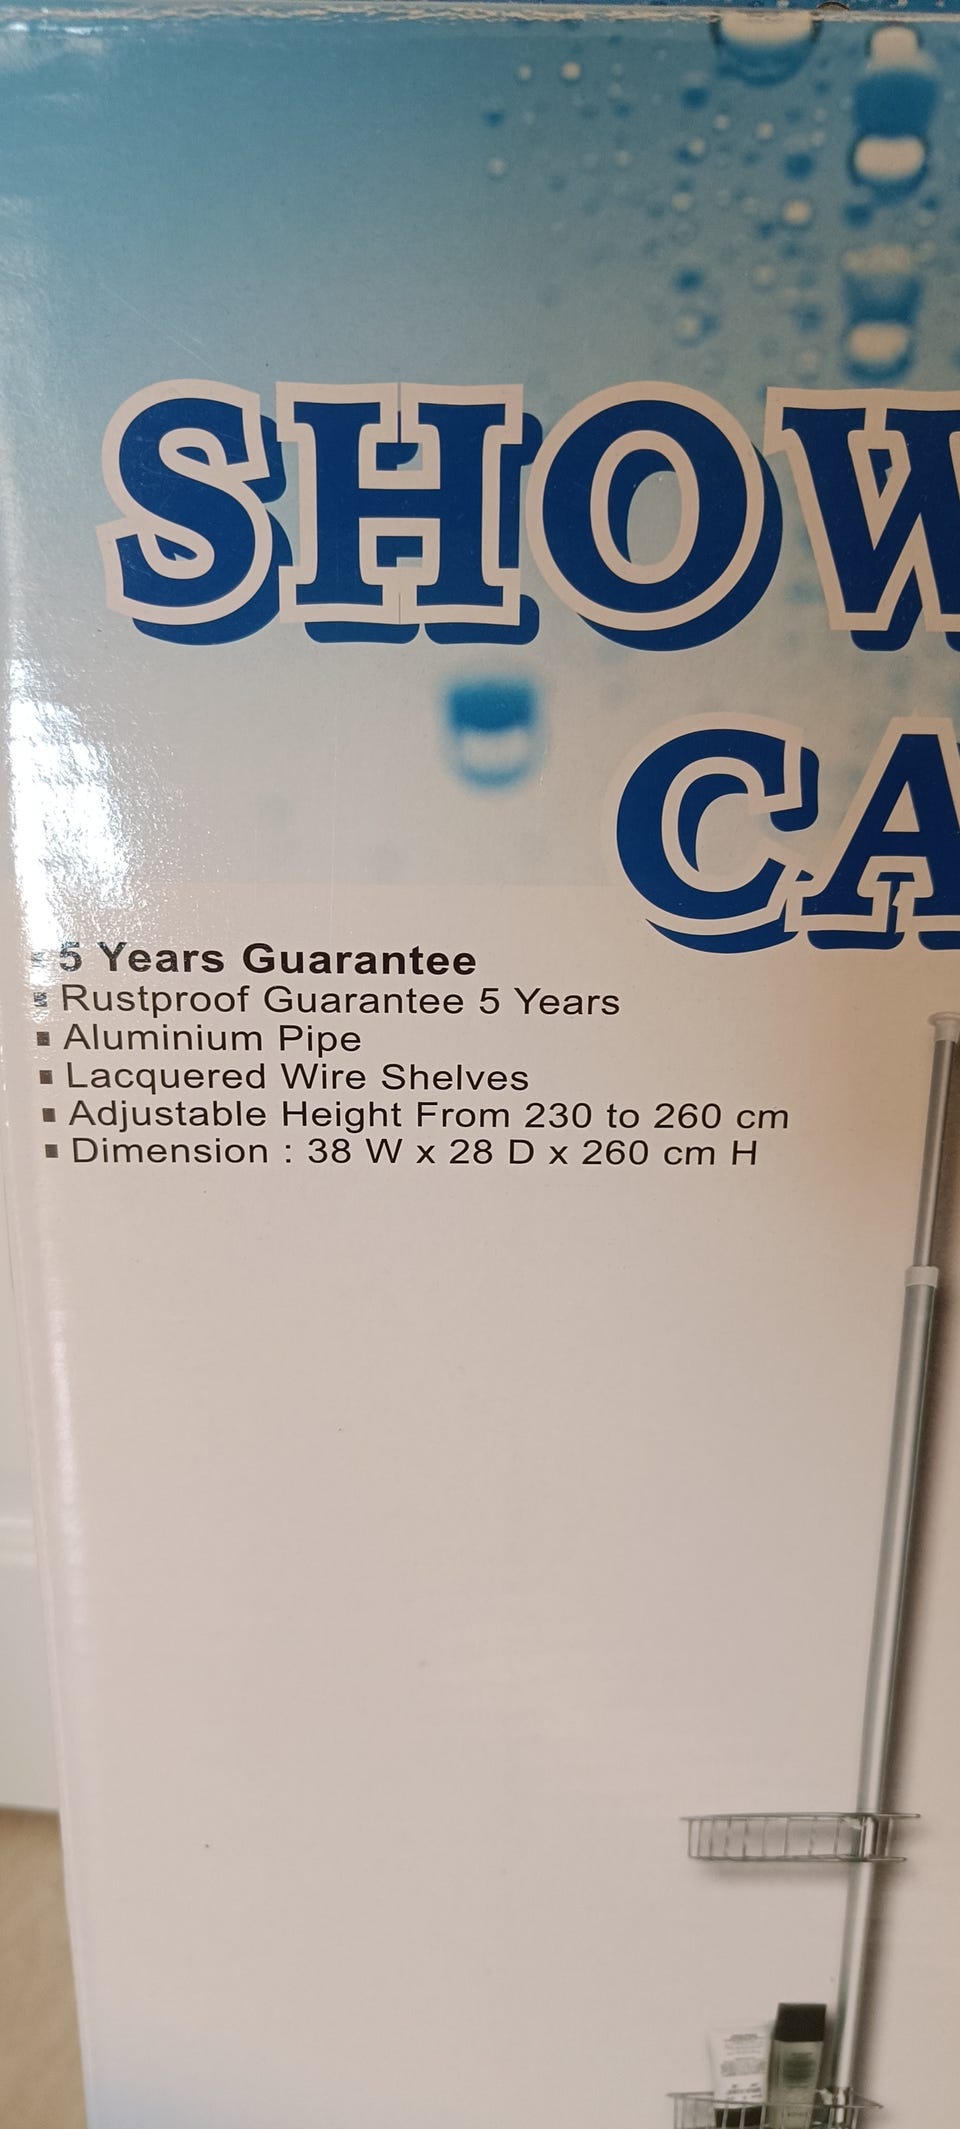 SHOW
CA
5 Years Guarantee
Rustproof Guarantee 5 Years
Aluminium Pipe
Lacquered Wire Shelves
Adjustable Height From 230 to 260 cm
Dimension : 38 W x 28 D x 260 cm H